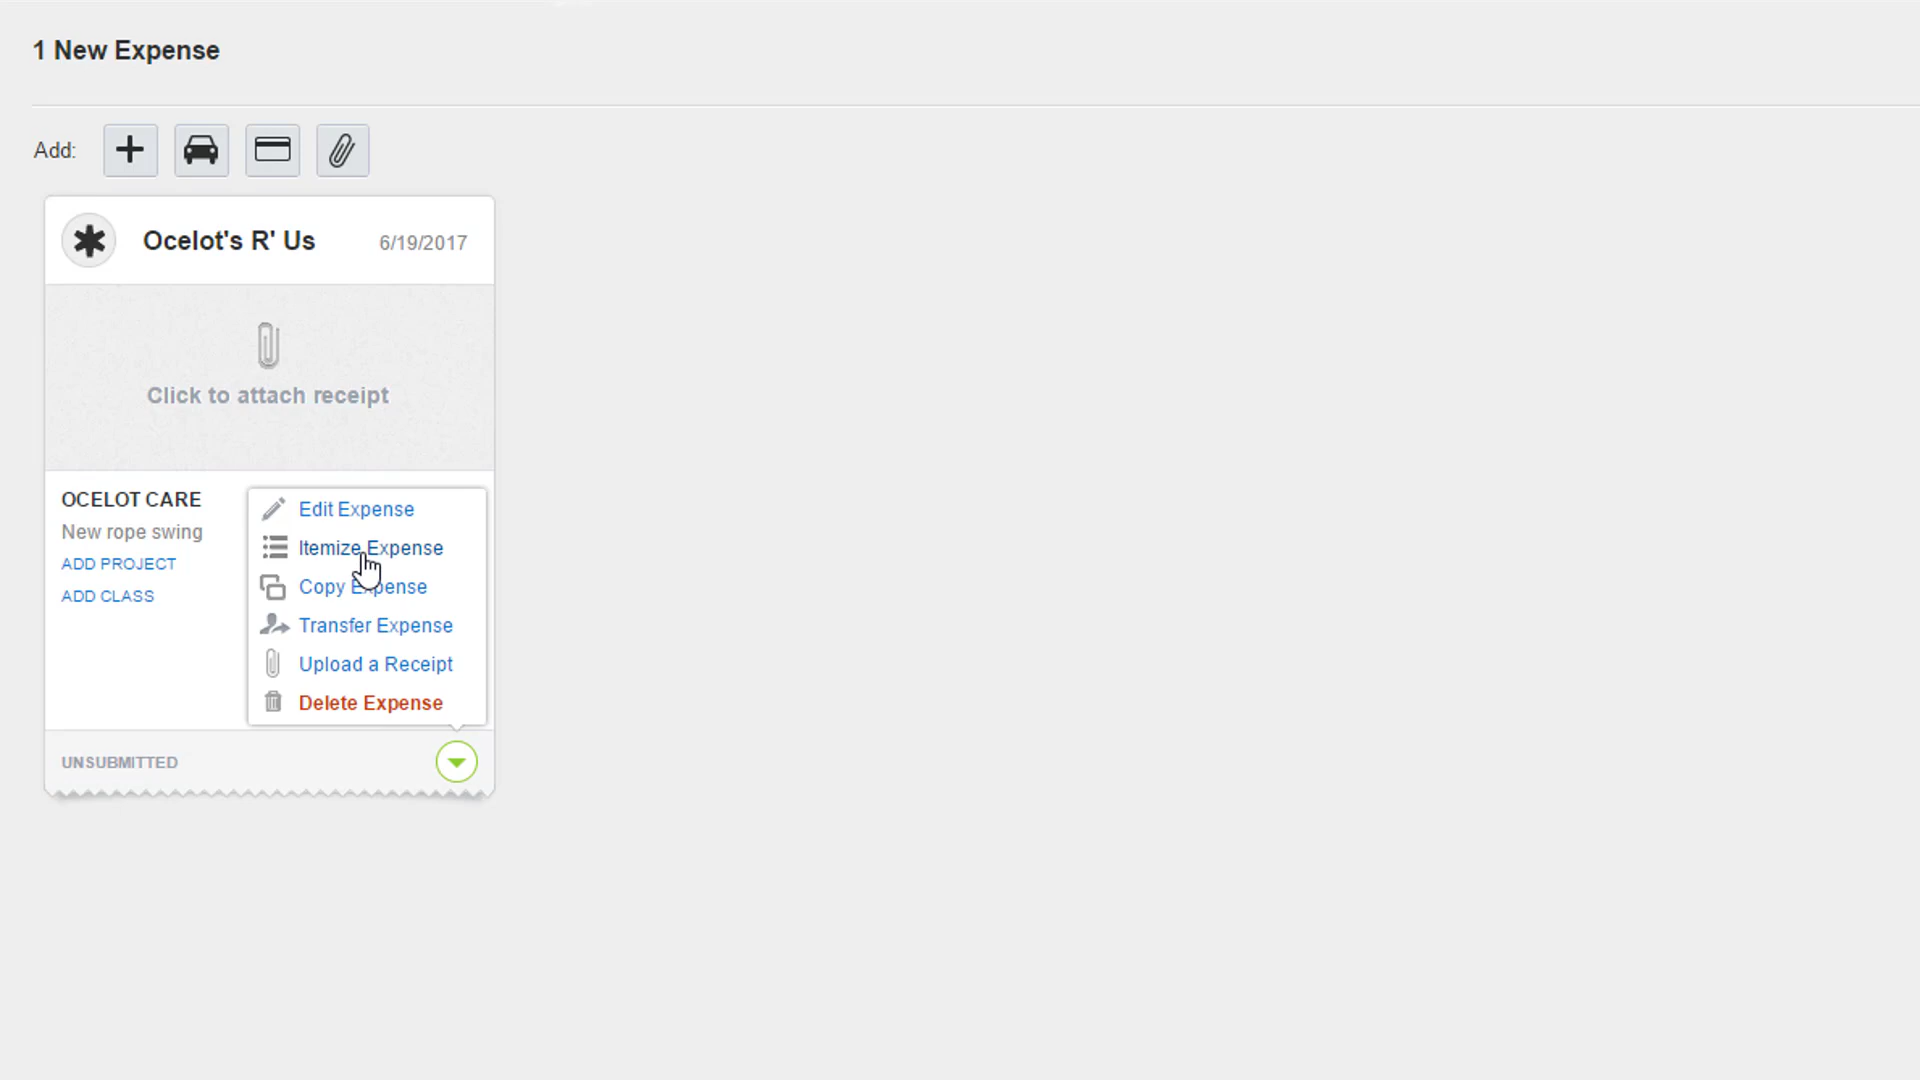 1 New Expense
Add:
Ocelot's R' Us 6/19/2017
Click to attach receipt
OCELOT CARE
New rope swing
ADD PROJECT
ADD CLASS
Edit Expense
Itemize Expense
Copy Expense
Transfer Expense
Upload a Receipt
Delete Expense
UNSUBMITTED